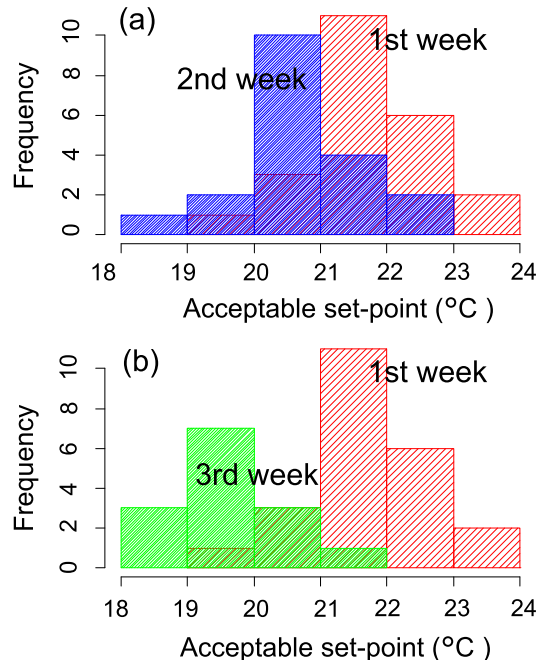 (a)
1st week
2nd week
Frequency
10
8
6
4
2
0
18 19 20 21 22 23 24
Acceptable set-point (°C )
(b)
1st week
3rd week
Frequency
10
8
6
4
2
0
18 19 20 21 22 23 24
Acceptable set-point (°C )